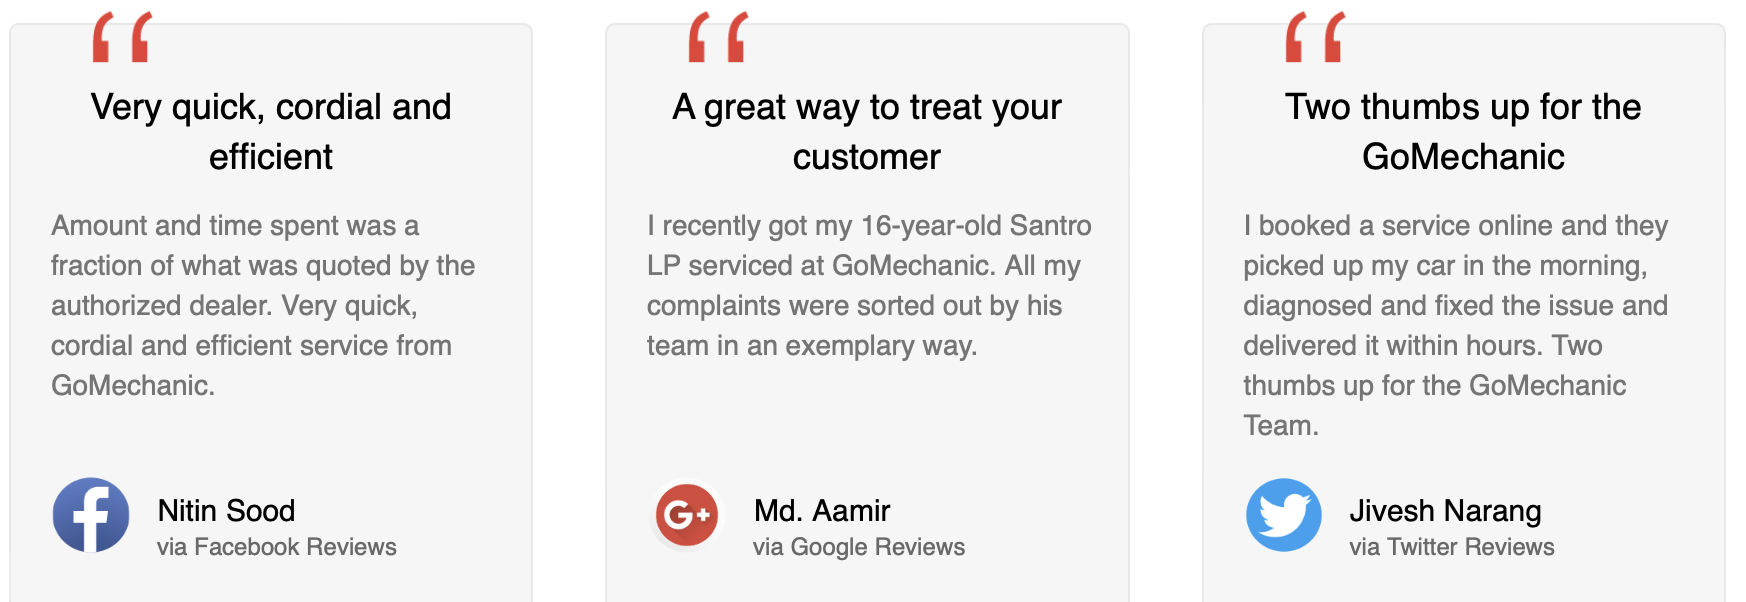 “
Very quick, cordial and
efficient
Amount and time spent was a
fraction of what was quoted by the
authorized dealer. Very quick,
cordial and efficient service from
GoMechanic.
f
Nitin Sood
via Facebook Reviews
“
A great way to treat your
customer
I recently got my 16-year-old Santro
LP serviced at GoMechanic. All my
complaints were sorted out by his
team in an exemplary way.
G+
Md. Aamir
via Google Reviews
“
Two thumbs up for the
GoMechanic
I booked a service online and they
picked up my car in the morning,
diagnosed and fixed the issue and
delivered it within hours. Two
thumbs up for the GoMechanic
Team.
Jivesh Narang
via Twitter Reviews